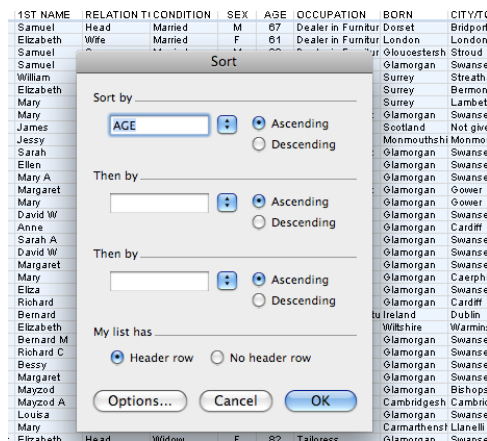 1ST NAME RELATION T( CONDITION SEX AGE OCCUPATION BORN CITY/TO
Samuel Head Married M 67 Dealer in Furnitur Dorset Bridport
Elizabeth Wife Married F 61 Dealer in Furnitur London London
Samuel Gloucestersh Stroud
Samuel Glamorgan Swanse
William Surrey Streath
Elizabeth Surrey Bermon
Mary Surrey Lambet
Mary Glamorgan Swanse
James Scotland Not give
Jessy Monmouthshi Monmo
Sarah Glamorgan Swanse
Ellen Glamorgan Swanse
Mary A Glamorgan Swanse
Margaret Glamorgan Gower
Mary Glamorgan Gower
David W Glamorgan Swanse
Anne Glamorgan Cardiff
Sarah A Glamorgan Swanse
David W Glamorgan Swanse
Margaret Glamorgan Swanse
Mary Glamorgan Caerph
Eliza Glamorgan Swanse
Richard Glamorgan Cardiff
Bernard Ireland Dublin
Elizabeth Wiltshire Warmin
Bernard M Glamorgan Swanse
Richard C Glamorgan Swanse
Bessy Glamorgan Swanse
Margaret Glamorgan Swanse
Mayzod Glamorgan Bishops
Mayzod A Cambridgesh Cambric
Louisa Glamorgan Swanse
Mary Carmarthensh Llanelli
Elizabeth Head Widow F 82 Tailoress Glamorgan Swanse
Sort
Sort by
AGE Ascending
Descending
Then by
Ascending
Descending
Then by
Ascending
Descending
My list has
Header row No header row
Options... Cancel OK